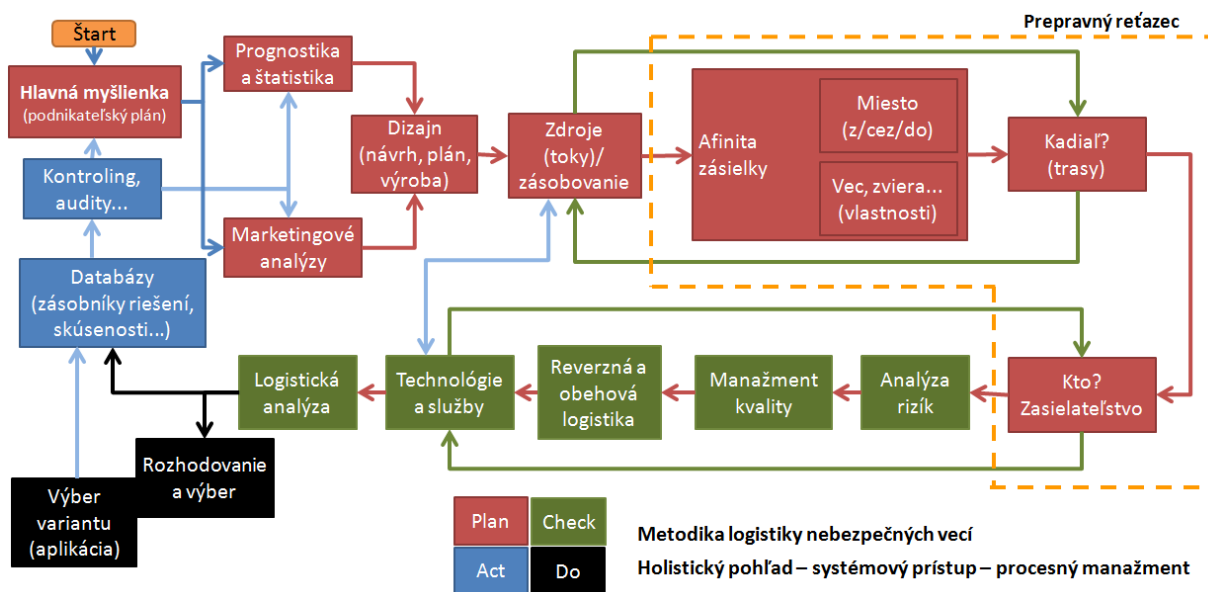 Prepravný reťazec
Štart
Hlavná myšlienka
(podnikateľský plán)
Prognostika
a štatistika
Kontroling,
audity...
Marketingové
analýzy
Databázy
(zásobníky riešení,
skúsenosti...)
Dizajn
(návrh, plán,
výroba)
Zdroje
(toky)/
zásobovanie
Afinita
zásielky
Miesto
(z/cez/do)
Vec, zviera...
(vlastnosti)
Kadiaľ?
(trasy)
Kto?
Zasielateľstvo
Analýza
rizík
Manažment
kvality
Reverzná a
obehová
logistika
Technológie
a služby
Logistická
analýza
Rozhodovanie
a výber
Výber
variantu
(aplikácia)
Plan
Check
Act
Do
Metodika logistiky nebezpečných vecí
Holistický pohľad – systémový prístup – procesný manažment